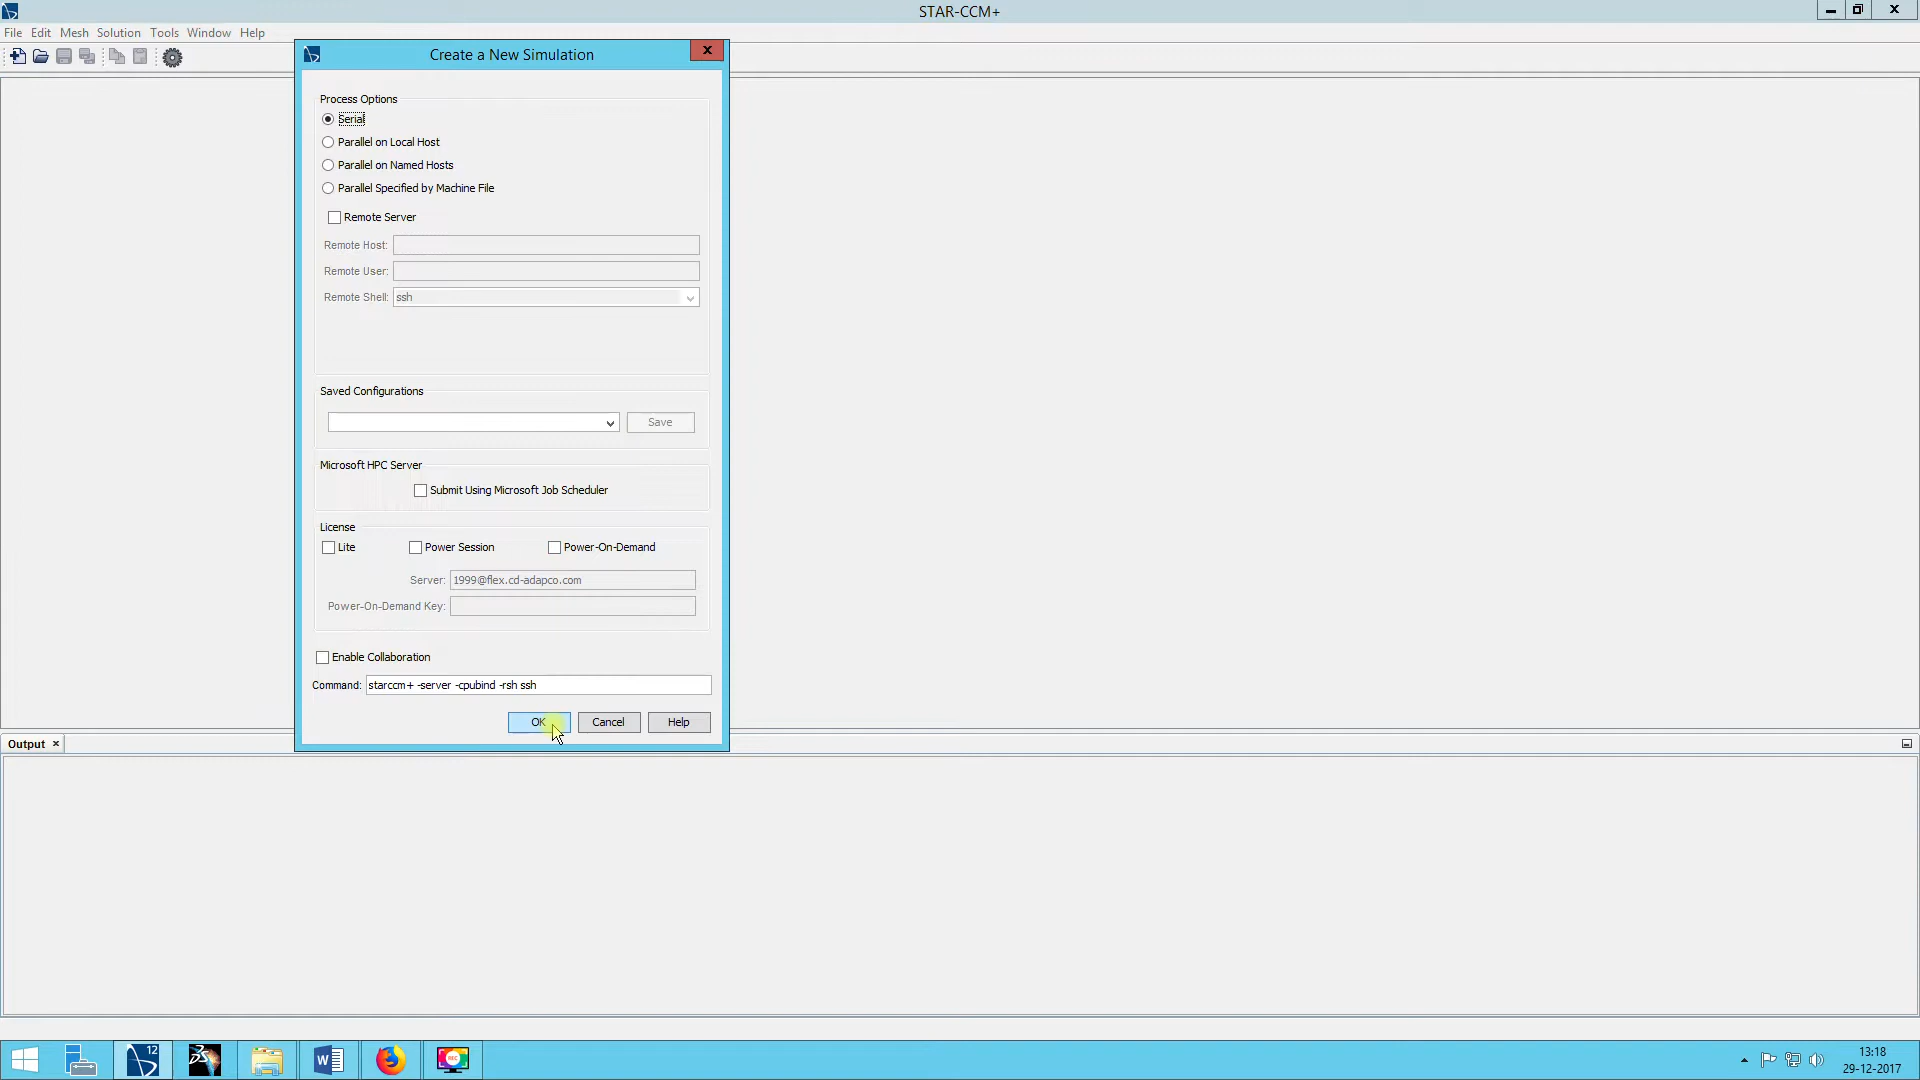 STAR-CCM+
File Edit Mesh Solution Tools Window Help
Create a New Simulation
Process Options
Serial
Parallel on Local Host
Parallel on Named Hosts
Parallel Specified by Machine File
Remote Server
Remote Host:
Remote User:
Remote Shell: ssh
Saved Configurations
Save
Microsoft HPC Server
Submit Using Microsoft Job Scheduler
License
Lite Power Session Power-On-Demand
Server: 1999@flex.cd-adapco.com
Power-On-Demand Key:
Enable Collaboration
Command: starccm+ -server -cpubind -rsh ssh
OK Cancel Help
Output
12
REC
13:18
29-12-2017